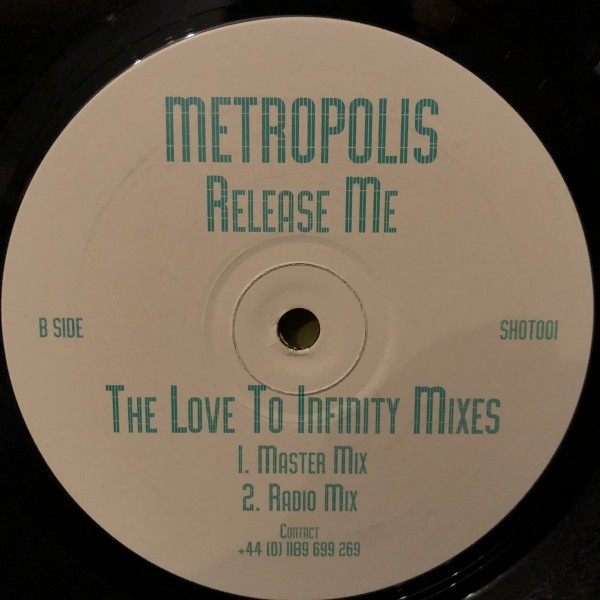 METROPOLIS
RELEASE ME
B SIDE
SHOT001
THE LOVE TO INFINITY MIXES
1. MASTER MIX
2. RADIO MIX
CONTACT
+44 (0) 1189 699 269